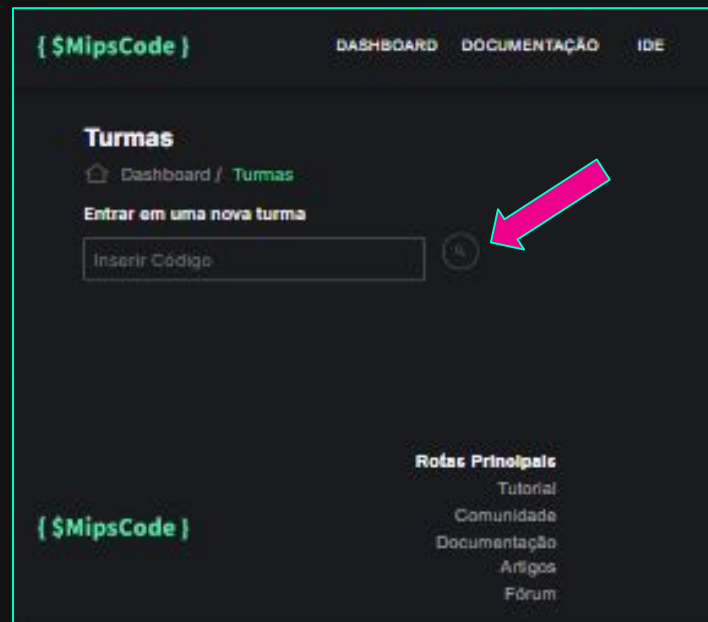 { $MipsCode } DASHBOARD DOCUMENTAÇÃO IDE
Turmas
Dashboard / Turmas
Entrar em uma nova turma
Inserir Código
Rotas Principais
Tutorial
Comunidade
{ $MipsCode }
Documentação
Artigos
Fórum